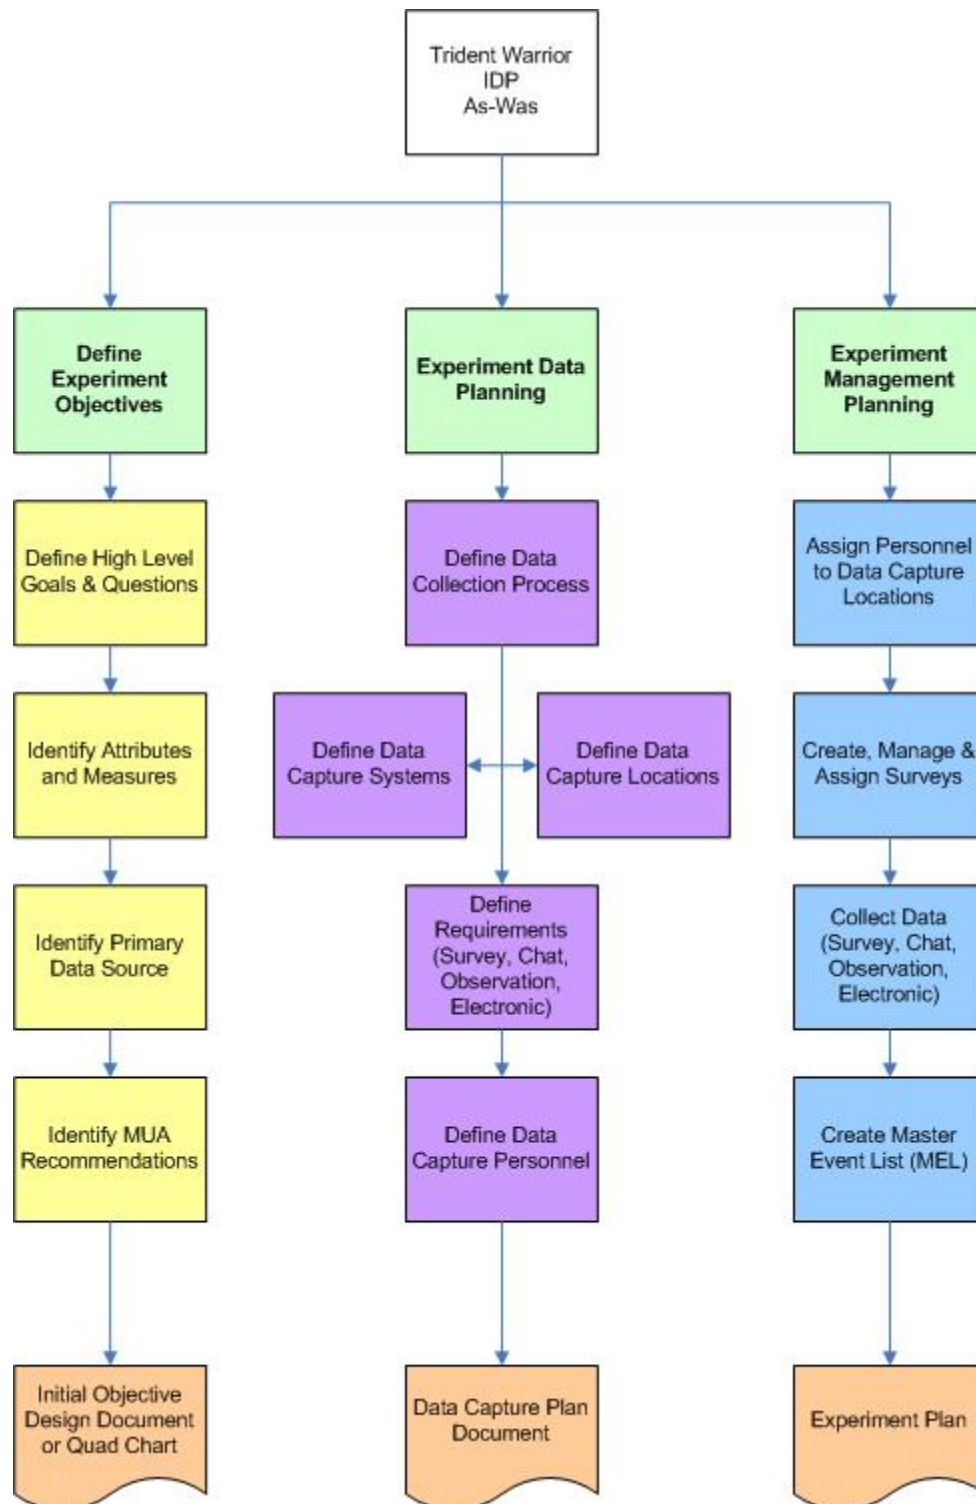 Trident Warrior
IDP
As-Was
Define
Experiment
Objectives
Experiment Data
Planning
Experiment
Management
Planning
Define High Level
Goals & Questions
Define Data
Collection Process
Assign Personnel
to Data Capture
Locations
Identify Attributes
and Measures
Define Data
Capture Systems
Define Data
Capture Locations
Create, Manage &
Assign Surveys
Identify Primary
Data Source
Define
Requirements
(Survey, Chat,
Observation,
Electronic)
Collect Data
(Survey, Chat,
Observation,
Electronic)
Identify MUA
Recommendations
Define Data
Capture Personnel
Create Master
Event List (MEL)
Initial Objective
Design Document
or Quad Chart
Data Capture Plan
Document
Experiment Plan